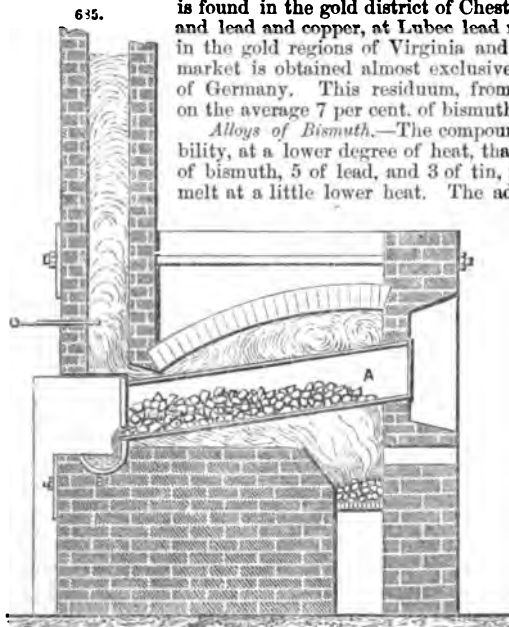 635.
is found in the gold district of Chest
and lead and copper, at Lubec lead
in the gold regions of Virginia and
market is obtained almost exclusive
of Germany. This residuum, from
on the average 7 per cent. of bismuth
Alloys of Bismuth.—The compoun
bility, at a lower degree of heat, tha
of bismuth, 5 of lead, and 3 of tin,
melt at a little lower heat. The ad
A
B